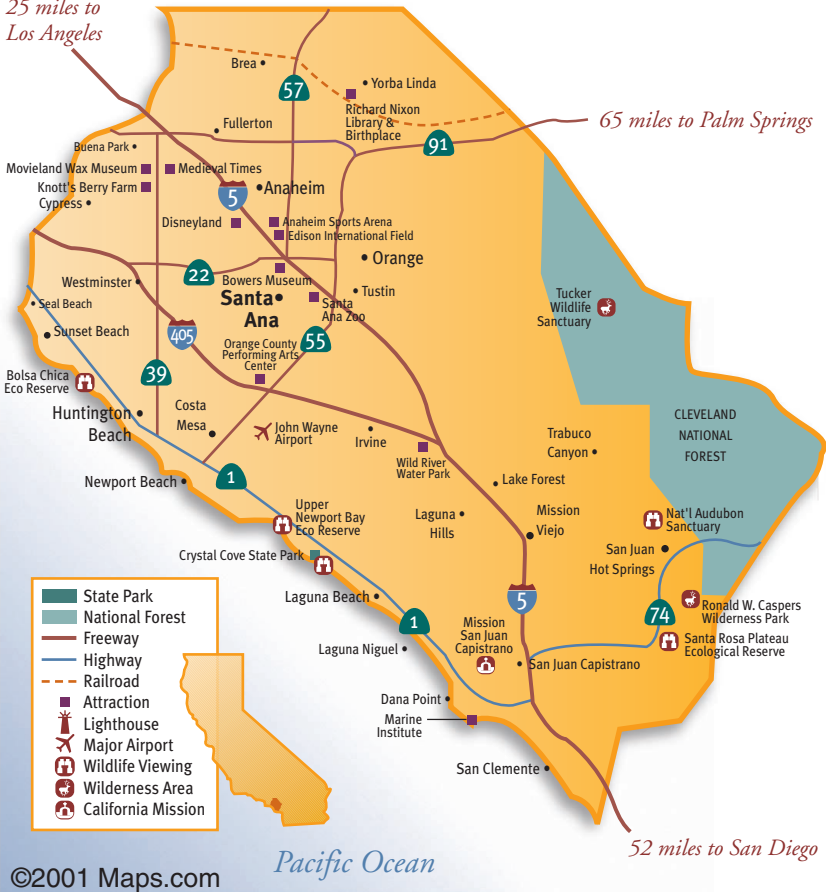 25 miles to
Los Angeles
Brea
57
Yorba Linda
Richard Nixon
Library &
Birthplace
Fullerton
65 miles to Palm Springs
91
Buena Park
Movieland Wax Museum
Medieval Times
Knott's Berry Farm
5
Anaheim
Cypress
Disneyland
Anaheim Sports Arena
Edison International Field
Orange
22
Bowers Museum
Westminster
Santa
Ana
Tustin
Santa
Ana Zoo
Tucker
Wildlife
Sanctuary
Seal Beach
Sunset Beach
405
Orange County
Performing Arts
Center
55
Bolsa Chica
Eco Reserve
39
Huntington
Beach
Costa
Mesa
John Wayne
Airport
Irvine
CLEVELAND
NATIONAL
FOREST
Trabuco
Canyon
Wild River
Water Park
Newport Beach
1
Lake Forest
Upper
Newport Bay
Eco Reserve
Laguna
Hills
Mission
Viejo
Nat'l Audubon
Sanctuary
San Juan
Hot Springs
Crystal Cove State Park
Laguna Beach
5
1
Mission
San Juan
Capistrano
74
Ronald W. Caspers
Wilderness Park
Santa Rosa Plateau
Ecological Reserve
Laguna Niguel
San Juan Capistrano
Dana Point
Marine
Institute
San Clemente
52 miles to San Diego
State Park
National Forest
Freeway
Highway
Railroad
Attraction
Lighthouse
Major Airport
Wildlife Viewing
Wilderness Area
California Mission
Pacific Ocean
©2001 Maps.com